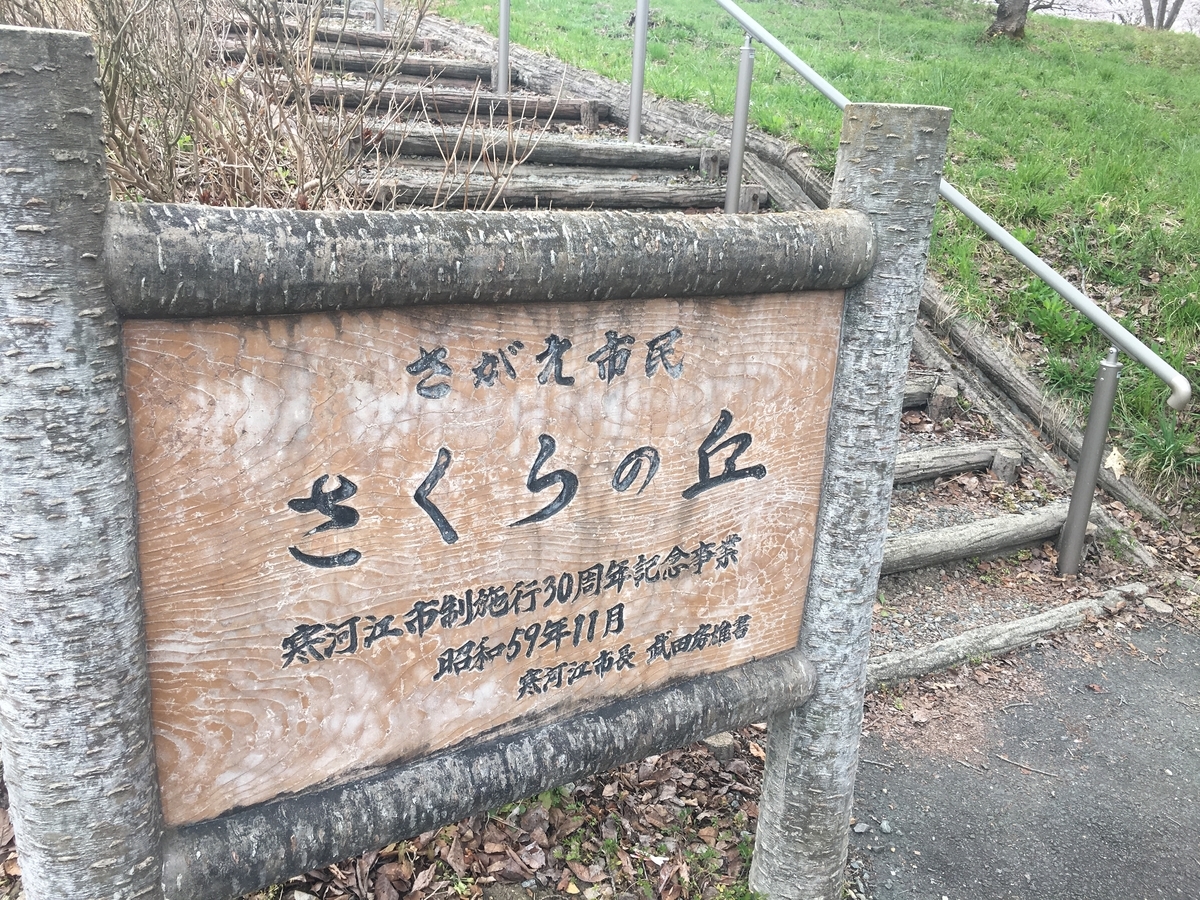 さがえ市民
さくらの丘
寒河江市制施行30周年記念事業
昭和59年11月
寒河江市長 武田房雄書